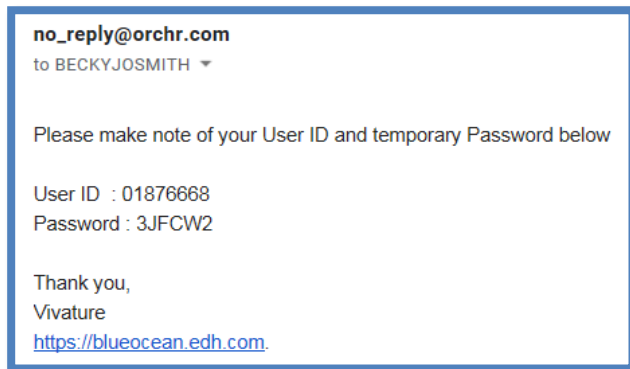 no_reply@orchr.com
to BECKYJOSMITH
Please make note of your User ID and temporary Password below
User ID : 01876668
Password : 3JFCW2
Thank you,
Vivature
https://blueocean.edh.com.